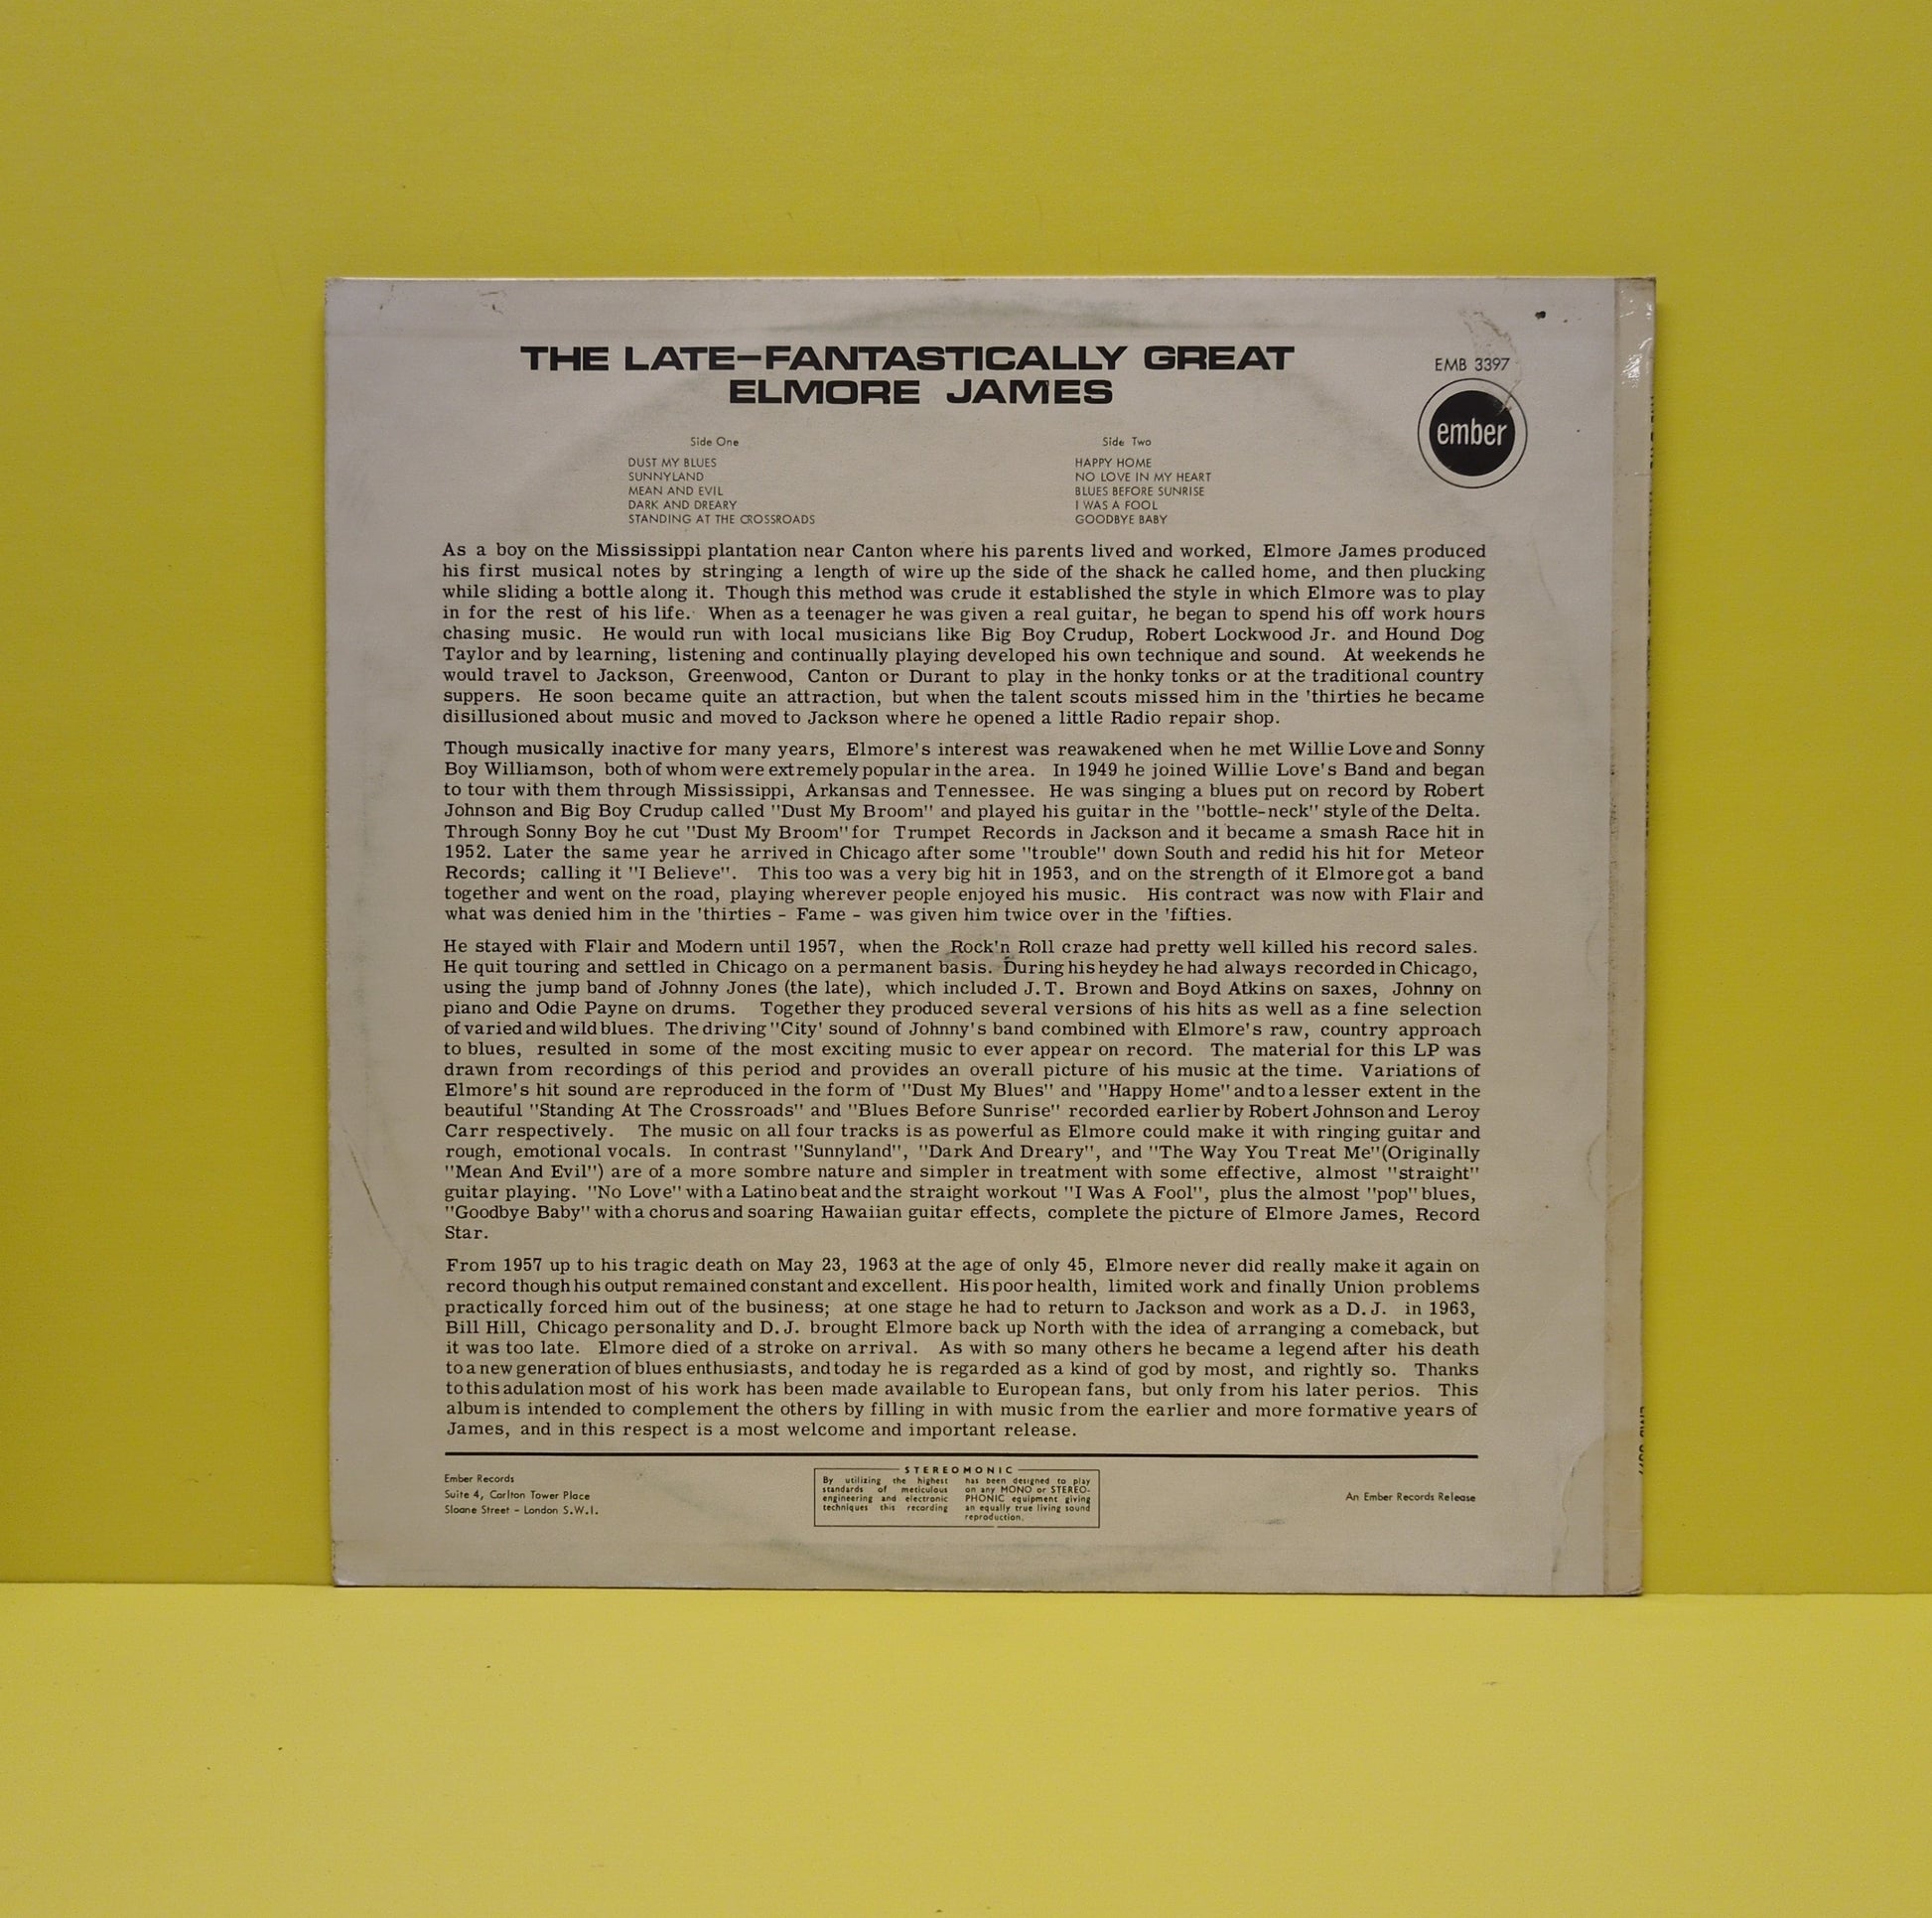 THE LATE-FANTASTICALLY GREAT
ELMORE JAMES
EMB 3397
ember
Side One
DUST MY BLUES
SUNNYLAND
MEAN AND EVIL
DARK AND DREARY
STANDING AT THE CROSSROADS
Side Two
HAPPY HOME
NO LOVE IN MY HEART
BLUES BEFORE SUNRISE
I WAS A FOOL
GOODBYE BABY
As a boy on the Mississippi plantation near Canton where his parents lived and worked, Elmore James produced
his first musical notes by stringing a length of wire up the side of the shack he called home, and then plucking
while sliding a bottle along it. Though this method was crude it established the style in which Elmore was to play
in for the rest of his life. When as a teenager he was given a real guitar, he began to spend his off work hours
chasing music. He would run with local musicians like Big Boy Crudup, Robert Lockwood Jr. and Hound Dog
Taylor and by learning, listening and continually playing developed his own technique and sound. At weekends he
would travel to Jackson, Greenwood, Canton or Durant to play in the honky tonks or at the traditional country
suppers. He soon became quite an attraction, but when the talent scouts missed him in the 'thirties he became
disillusioned about music and moved to Jackson where he opened a little Radio repair shop.
Though musically inactive for many years, Elmore's interest was reawakened when he met Willie Love and Sonny
Boy Williamson, both of whom were extremely popular in the area. In 1949 he joined Willie Love's Band and began
to tour with them through Mississippi, Arkansas and Tennessee. He was singing a blues put on record by Robert
Johnson and Big Boy Crudup called "Dust My Broom" and played his guitar in the "bottle-neck" style of the Delta.
Through Sonny Boy he cut "Dust My Broom" for Trumpet Records in Jackson and it became a smash Race hit in
1952. Later the same year he arrived in Chicago after some "trouble" down South and redid his hit for Meteor
Records; calling it "I Believe". This too was a very big hit in 1953, and on the strength of it Elmore got a band
together and went on the road, playing wherever people enjoyed his music. His contract was now with Flair and
what was denied him in the 'thirties - Fame - was given him twice over in the 'fifties.
He stayed with Flair and Modern until 1957, when the Rock'n Roll craze had pretty well killed his record sales.
He quit touring and settled in Chicago on a permanent basis. During his heydey he had always recorded in Chicago,
using the jump band of Johnny Jones (the late), which included J.T. Brown and Boyd Atkins on saxes, Johnny on
piano and Odie Payne on drums. Together they produced several versions of his hits as well as a fine selection
of varied and wild blues. The driving "City' sound of Johnny's band combined with Elmore's raw, country approach
to blues, resulted in some of the most exciting music to ever appear on record. The material for this LP was
drawn from recordings of this period and provides an overall picture of his music at the time. Variations of
Elmore's hit sound are reproduced in the form of "Dust My Blues" and "Happy Home" and to a lesser extent in the
beautiful "Standing At The Crossroads" and "Blues Before Sunrise" recorded earlier by Robert Johnson and Leroy
Carr respectively. The music on all four tracks is as powerful as Elmore could make it with ringing guitar and
rough, emotional vocals. In contrast "Sunnyland", "Dark And Dreary", and "The Way You Treat Me" (Originally
"Mean And Evil") are of a more sombre nature and simpler in treatment with some effective, almost "straight"
guitar playing. "No Love" with a Latino beat and the straight workout "I Was A Fool", plus the almost "pop" blues,
"Goodbye Baby" with a chorus and soaring Hawaiian guitar effects, complete the picture of Elmore James, Record
Star.
From 1957 up to his tragic death on May 23, 1963 at the age of only 45, Elmore never did really make it again on
record though his output remained constant and excellent. His poor health, limited work and finally Union problems
practically forced him out of the business; at one stage he had to return to Jackson and work as a D.J. in 1963,
Bill Hill, Chicago personality and D.J. brought Elmore back up North with the idea of arranging a comeback, but
it was too late. Elmore died of a stroke on arrival. As with so many others he became a legend after his death
to a new generation of blues enthusiasts, and today he is regarded as a kind of god by most, and rightly so. Thanks
to this adulation most of his work has been made available to European fans, but only from his later perios. This
album is intended to complement the others by filling in with music from the earlier and more formative years of
James, and in this respect is a most welcome and important release.
Ember Records
Suite 4, Carlton Tower Place
Sloane Street - London S.W.1.
STEREOMONIC
By utilizing the highest
standards of meticulous
engineering and electronic
techniques this recording
has been designed to play
on any MONO or STEREO-
PHONIC equipment giving
an equally true living sound
reproduction.
An Ember Records Release